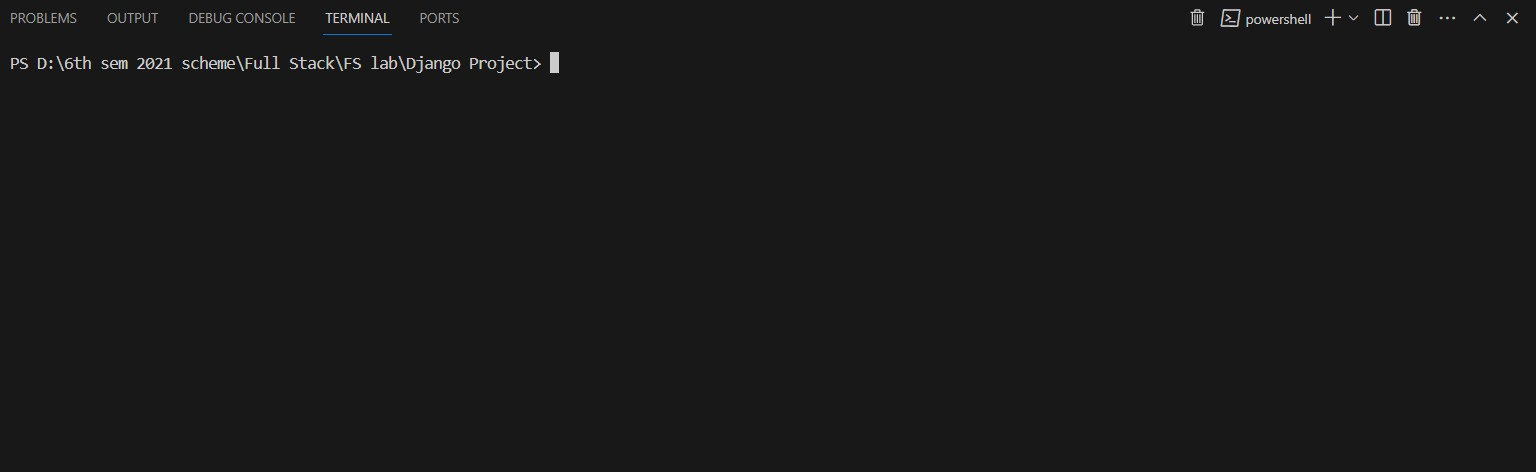 PROBLEMS OUTPUT DEBUG CONSOLE TERMINAL PORTS powershell
PS D:\6th sem 2021 scheme\Full Stack\FS lab\Django Project>